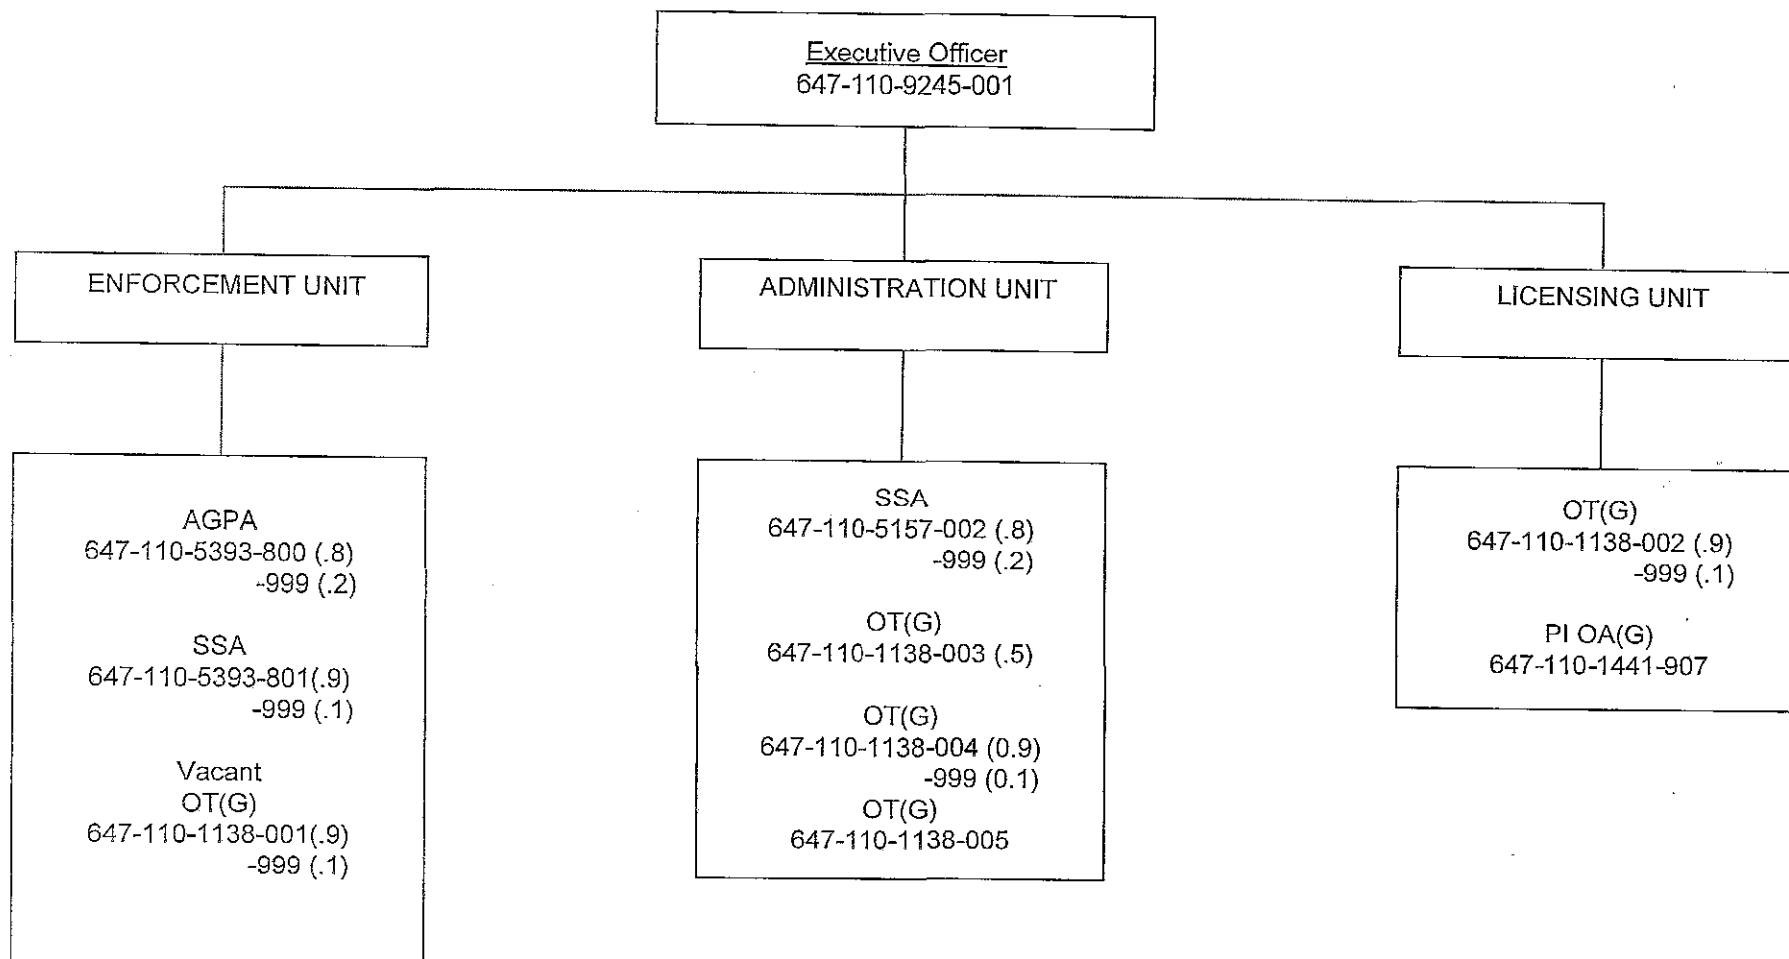 Executive Officer
647-110-9245-001
ENFORCEMENT UNIT
ADMINISTRATION UNIT
LICENSING UNIT
AGPA
647-110-5393-800 (.8)
-999 (.2)
SSA
647-110-5393-801(.9)
-999 (.1)
Vacant
OT(G)
647-110-1138-001(.9)
-999 (.1)
SSA
647-110-5157-002 (.8)
-999 (.2)
OT(G)
647-110-1138-003 (.5)
OT(G)
647-110-1138-004 (0.9)
-999 (0.1)
OT(G)
647-110-1138-005
OT(G)
647-110-1138-002 (.9)
-999 (.1)
PI OA(G)
647-110-1441-907